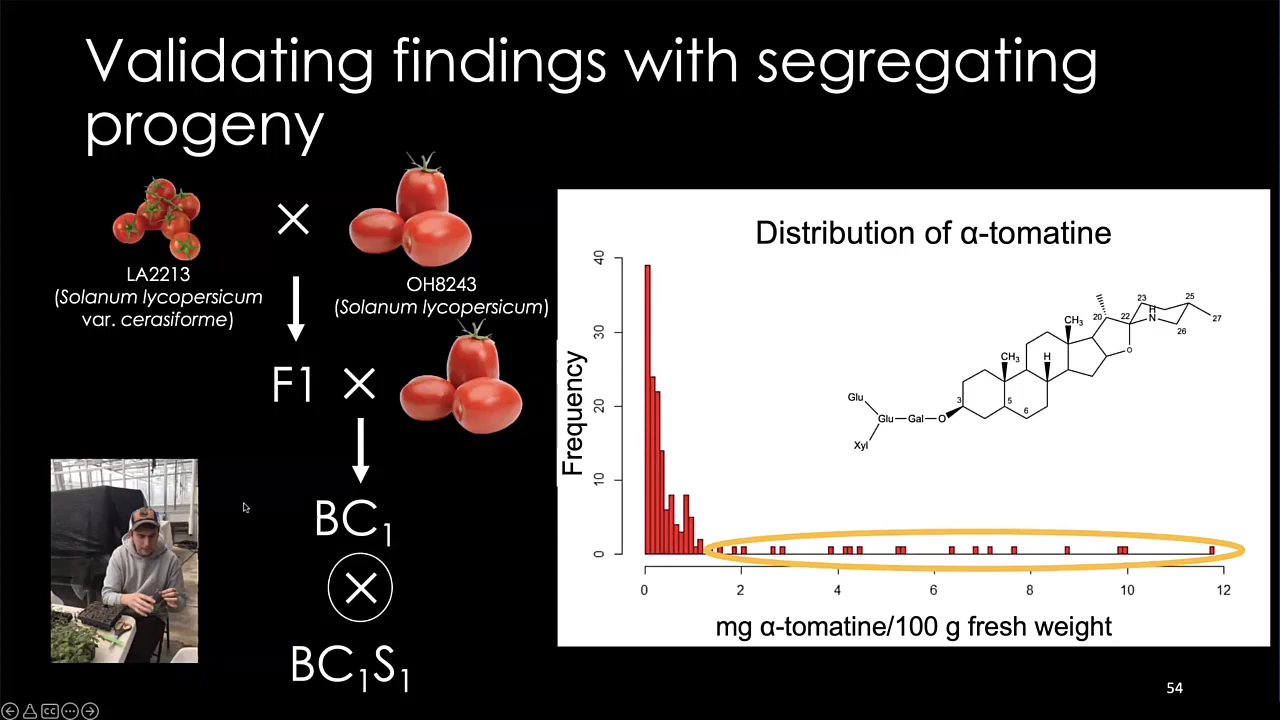 Validating findings with segregating
progeny
LA2213
(Solanum lycopersicum
var. cerasiforme)
OH8243
(Solanum lycopersicum)
F1
BC1
BC1S1
Distribution of α-tomatine
Frequency
40
30
20
10
0
0 2 4 6 8 10 12
mg α-tomatine/100 g fresh weight
Glu
Glu Gal O
Xyl
3 5 6
CH3 H
CH3
20 22 23 25
H
N
26 27
O
54
CC